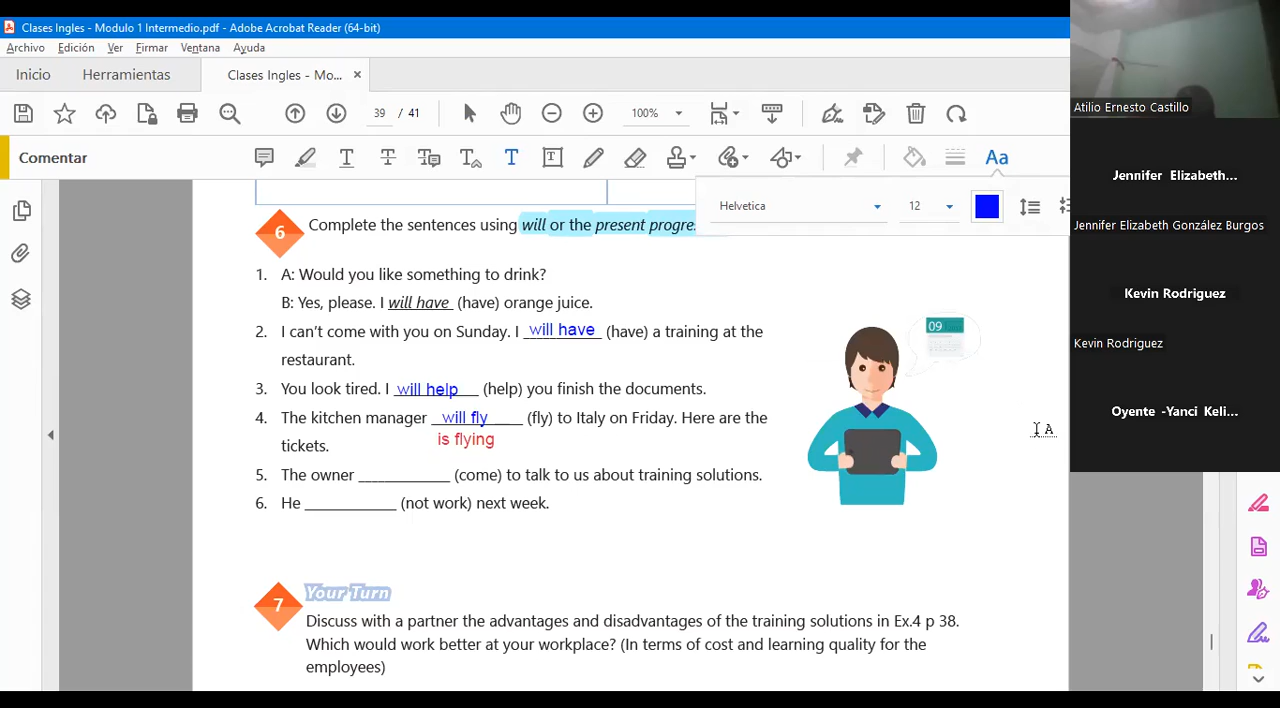 Clases Ingles - Modulo 1 Intermedio.pdf - Adobe Acrobat Reader (64-bit)
Archivo Edición Ver Firmar Ventana Ayuda
Inicio Herramientas Clases Ingles - Mo... ×
39 / 41 100%
Comentar
Helvetica 12
6 Complete the sentences using will or the present progre
1. A: Would you like something to drink?
B: Yes, please. I will have (have) orange juice.
2. I can't come with you on Sunday. I will have (have) a training at the
restaurant.
3. You look tired. I will help (help) you finish the documents.
4. The kitchen manager will fly (fly) to Italy on Friday. Here are the
is flying
tickets.
5. The owner ____________ (come) to talk to us about training solutions.
6. He ____________ (not work) next week.
09
7 Your Turn
Discuss with a partner the advantages and disadvantages of the training solutions in Ex.4 p 38.
Which would work better at your workplace? (In terms of cost and learning quality for the
employees)
Atilio Ernesto Castillo
Jennifer Elizabeth...
Jennifer Elizabeth González Burgos
Kevin Rodriguez
Kevin Rodriguez
Oyente -Yanci Keli...